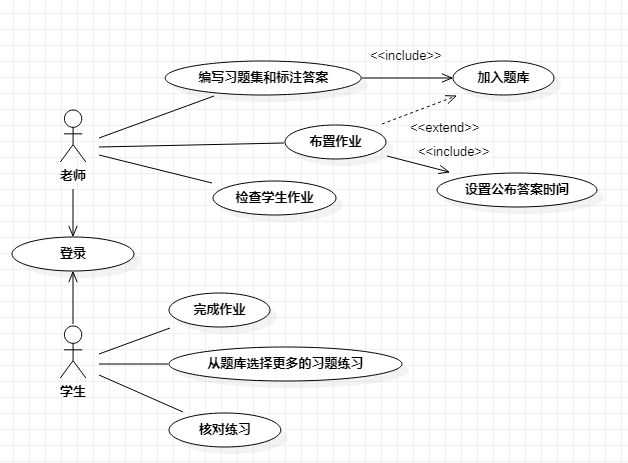 <<include>>
编写习题集和标注答案
加入题库
<<extend>>
布置作业
<<include>>
老师
设置公布答案时间
检查学生作业
登录
完成作业
从题库选择更多的习题练习
学生
核对练习